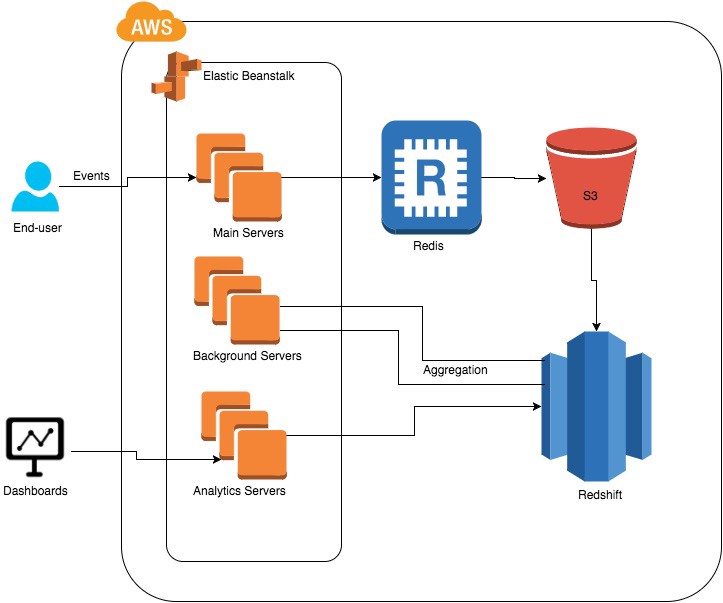 AWS
Elastic Beanstalk
Events
End-user
Main Servers
R
Redis
S3
Background Servers
Aggregation
Dashboards
Analytics Servers
Redshift